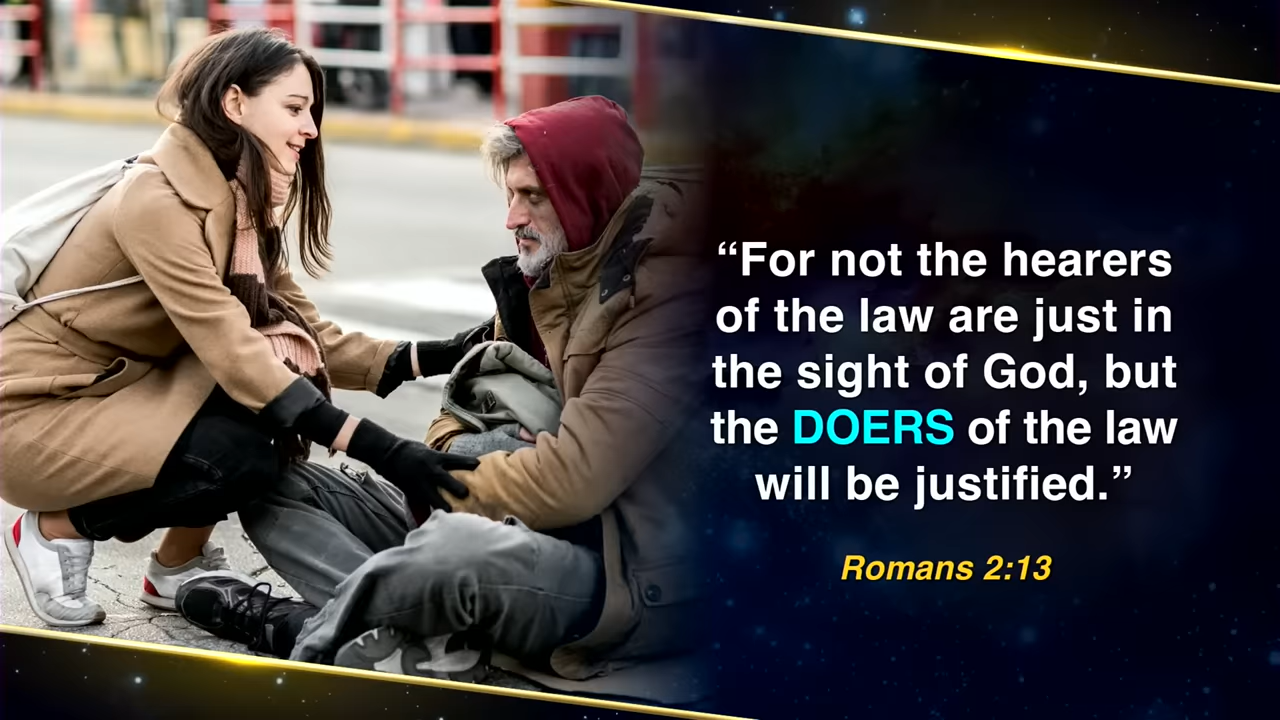 “For not the hearers
of the law are just in
the sight of God, but
the DOERS of the law
will be justified.”
Romans 2:13